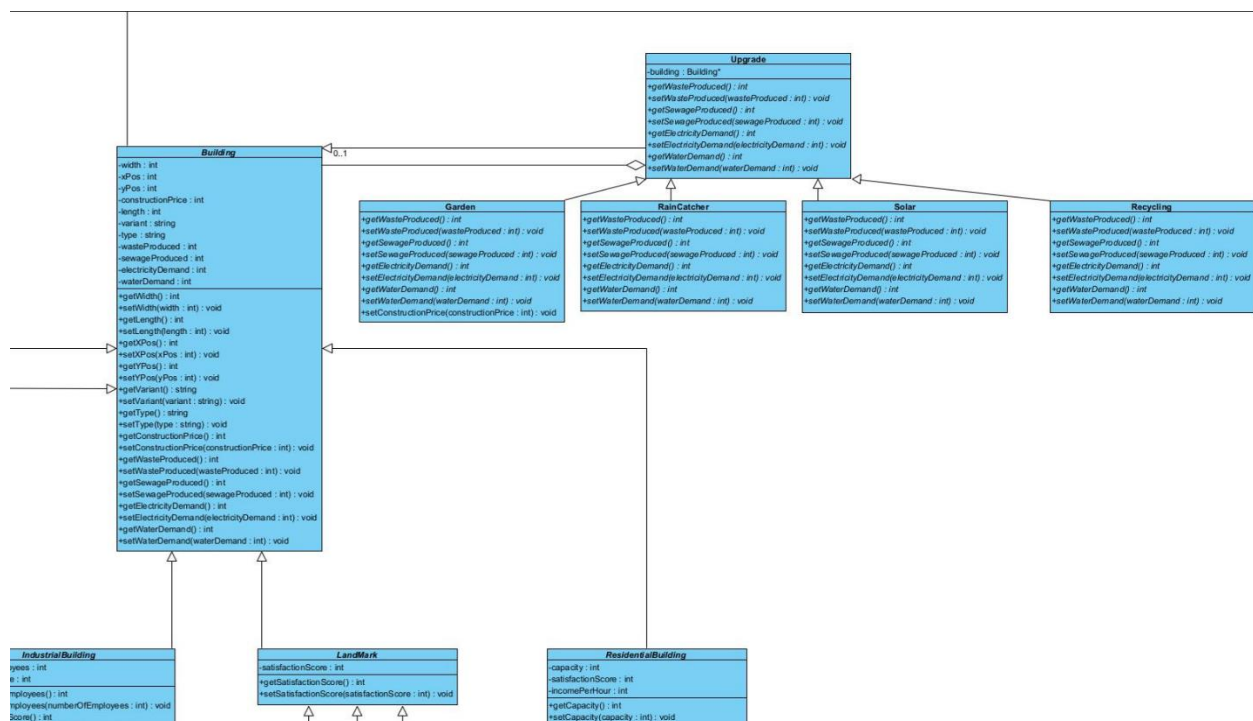 Upgrade
-building : Building*
+getWasteProduced() : int
+setWasteProduced(wasteProduced : int) : void
+getSewageProduced() : int
+setSewageProduced(sewageProduced : int) : void
+getElectricityDemand() : int
+setElectricityDemand(electricityDemand : int) : void
+getWaterDemand() : int
+setWaterDemand(waterDemand : int) : void
0..1
Building
-width : int
-xPos : int
-yPos : int
-constructionPrice : int
-length : int
-variant : string
-type : string
-wasteProduced : int
-sewageProduced : int
-electricityDemand : int
-waterDemand : int
+getWidth() : int
+setWidth(width : int) : void
+getLength() : int
+setLength(length : int) : void
+getXPos() : int
+setXPos(xPos : int) : void
+getYPos() : int
+setYPos(yPos : int) : void
+getVariant() : string
+setVariant(variant : string) : void
+getType() : string
+setType(type : string) : void
+getConstructionPrice() : int
+setConstructionPrice(constructionPrice : int) : void
+getWasteProduced() : int
+setWasteProduced(wasteProduced : int) : void
+getSewageProduced() : int
+setSewageProduced(sewageProduced : int) : void
+getElectricityDemand() : int
+setElectricityDemand(electricityDemand : int) : void
+getWaterDemand() : int
+setWaterDemand(waterDemand : int) : void
Garden
+getWasteProduced() : int
+setWasteProduced(wasteProduced : int) : void
+getSewageProduced() : int
+setSewageProduced(sewageProduced : int) : void
+getElectricityDemand() : int
+setElectricityDemand(electricityDemand : int) : void
+getWaterDemand() : int
+setWaterDemand(waterDemand : int) : void
+setConstructionPrice(constructionPrice : int) : void
RainCatcher
+getWasteProduced() : int
+setWasteProduced(wasteProduced : int) : void
+getSewageProduced() : int
+setSewageProduced(sewageProduced : int) : void
+getElectricityDemand() : int
+setElectricityDemand(electricityDemand : int) : void
+getWaterDemand() : int
+setWaterDemand(waterDemand : int) : void
Solar
+getWasteProduced() : int
+setWasteProduced(wasteProduced : int) : void
+getSewageProduced() : int
+setSewageProduced(sewageProduced : int) : void
+getElectricityDemand() : int
+setElectricityDemand(electricityDemand : int) : void
+getWaterDemand() : int
+setWaterDemand(waterDemand : int) : void
Recycling
+getWasteProduced() : int
+setWasteProduced(wasteProduced : int) : void
+getSewageProduced() : int
+setSewageProduced(sewageProduced : int) : void
+getElectricityDemand() : int
+setElectricityDemand(electricityDemand : int) : void
+getWaterDemand() : int
+setWaterDemand(waterDemand : int) : void
IndustrialBuilding
yees : int
e : int
mployees() : int
mployees(numberOfEmployees : int) : void
Score() : int
LandMark
-satisfactionScore : int
+getSatisfactionScore() : int
+setSatisfactionScore(satisfactionScore : int) : void
ResidentialBuilding
-capacity : int
-satisfactionScore : int
-incomePerHour : int
+getCapacity() : int
+setCapacity(capacity : int) : void